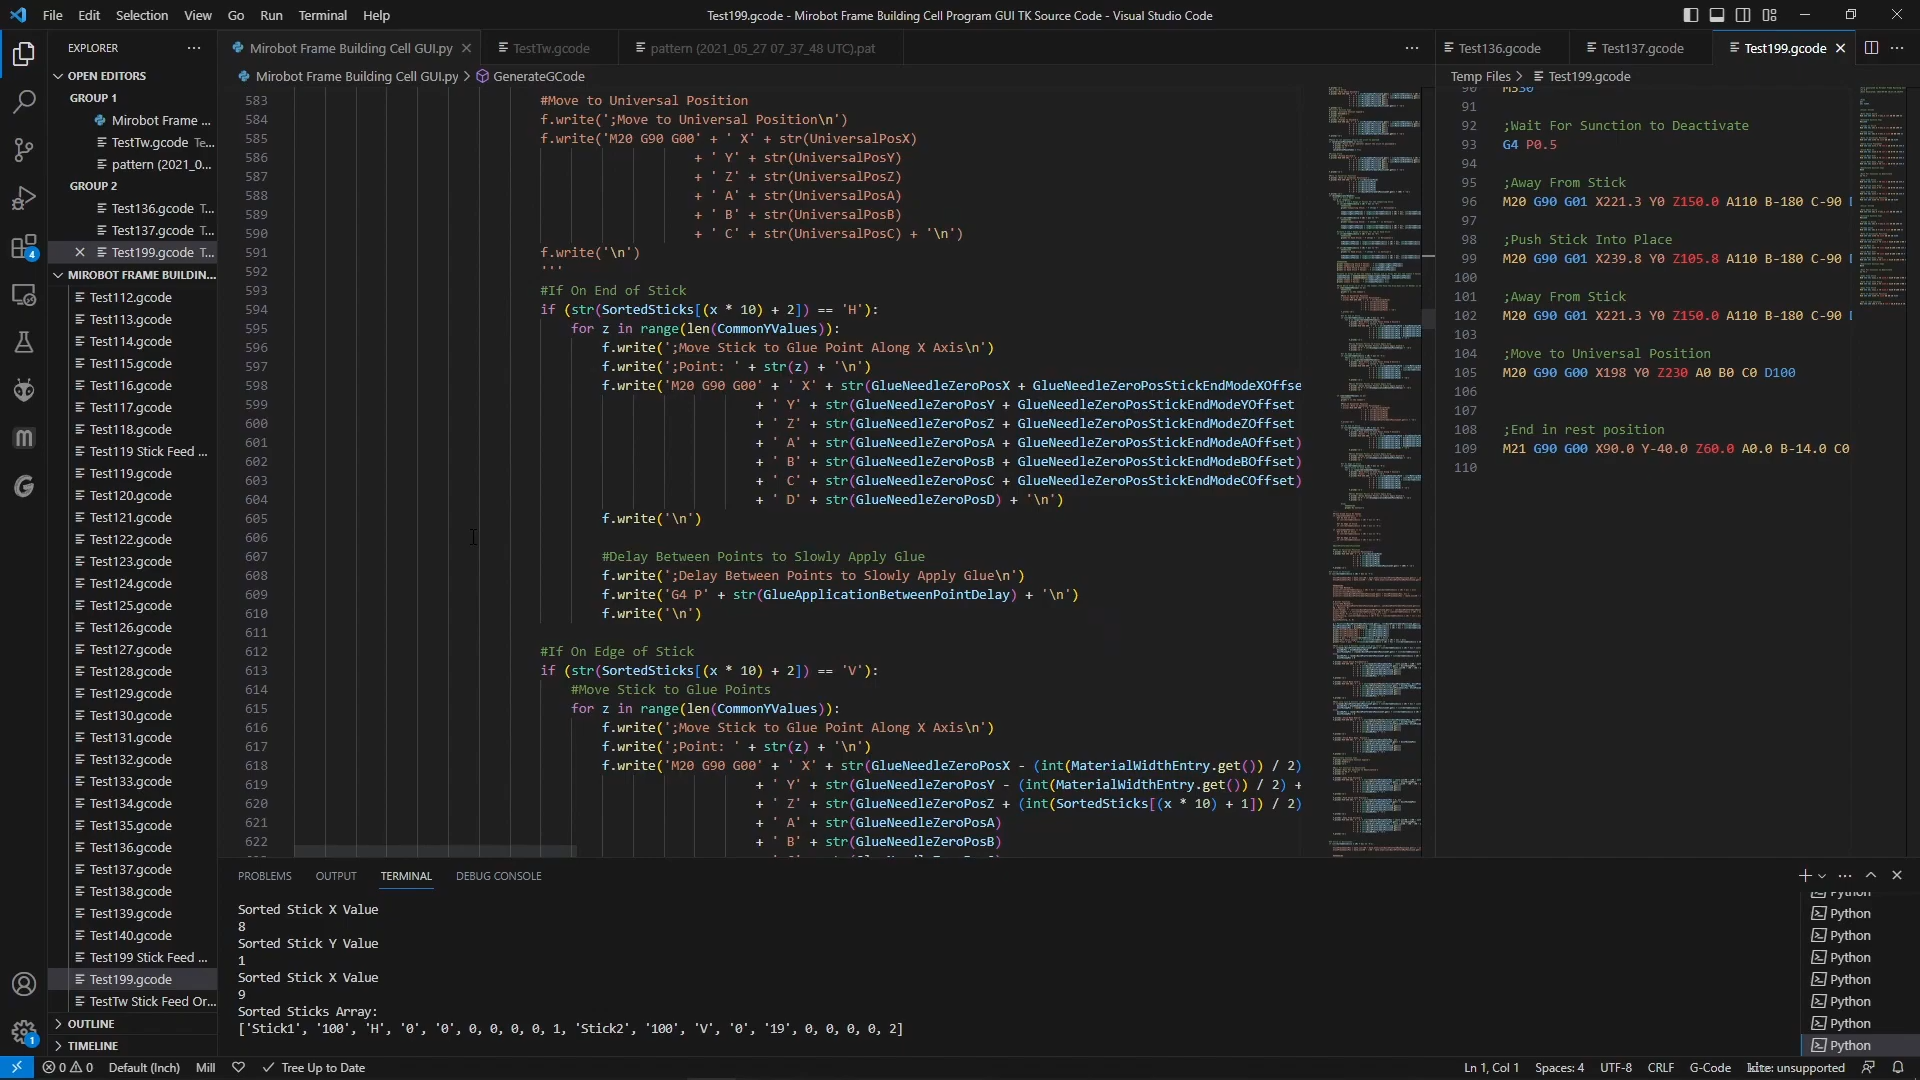 File Edit Selection View Go Run Terminal Help
Test199.gcode - Mirobot Frame Building Cell Program GUI TK Source Code - Visual Studio Code
EXPLORER
OPEN EDITORS
GROUP 1
Mirobot Frame ...
TestTw.gcode Te...
pattern (2021_0...
GROUP 2
Test136.gcode T...
Test137.gcode T...
Test199.gcode T...
MIROBOT FRAME BUILDIN...
Test112.gcode
Test113.gcode
Test114.gcode
Test115.gcode
Test116.gcode
Test117.gcode
Test118.gcode
Test119 Stick Feed ...
Test119.gcode
Test120.gcode
Test121.gcode
Test122.gcode
Test123.gcode
Test124.gcode
Test125.gcode
Test126.gcode
Test127.gcode
Test128.gcode
Test129.gcode
Test130.gcode
Test131.gcode
Test132.gcode
Test133.gcode
Test134.gcode
Test135.gcode
Test136.gcode
Test137.gcode
Test138.gcode
Test139.gcode
Test140.gcode
Test199 Stick Feed ...
Test199.gcode
TestTw Stick Feed Or...
OUTLINE
TIMELINE
Mirobot Frame Building Cell GUI.py
TestTw.gcode
pattern (2021_05_27 07_37_48 UTC).pat
Mirobot Frame Building Cell GUI.py > GenerateGCode
583 #Move to Universal Position
584 f.write(';Move to Universal Position\n')
585 f.write('M20 G90 G00' + ' X' + str(UniversalPosX)
586 + ' Y' + str(UniversalPosY)
587 + ' Z' + str(UniversalPosZ)
588 + ' A' + str(UniversalPosA)
589 + ' B' + str(UniversalPosB)
590 + ' C' + str(UniversalPosC) + '\n')
591 f.write('\n')
592 '''
593 #If On End of Stick
594 if (str(SortedSticks[(x * 10) + 2]) == 'H'):
595 for z in range(len(CommonYValues)):
596 f.write(';Move Stick to Glue Point Along X Axis\n')
597 f.write(';Point: ' + str(z) + '\n')
598 f.write('M20 G90 G00' + ' X' + str(GlueNeedleZeroPosX + GlueNeedleZeroPosStickEndModeXOffse
599 + ' Y' + str(GlueNeedleZeroPosY + GlueNeedleZeroPosStickEndModeYOffset
600 + ' Z' + str(GlueNeedleZeroPosZ + GlueNeedleZeroPosStickEndModeZOffset
601 + ' A' + str(GlueNeedleZeroPosA + GlueNeedleZeroPosStickEndModeAOffset)
602 + ' B' + str(GlueNeedleZeroPosB + GlueNeedleZeroPosStickEndModeBOffset)
603 + ' C' + str(GlueNeedleZeroPosC + GlueNeedleZeroPosStickEndModeCOffset)
604 + ' D' + str(GlueNeedleZeroPosD) + '\n')
605 f.write('\n')
606
607 #Delay Between Points to Slowly Apply Glue
608 f.write(';Delay Between Points to Slowly Apply Glue\n')
609 f.write('G4 P' + str(GlueApplicationBetweenPointDelay) + '\n')
610 f.write('\n')
611
612 #If On Edge of Stick
613 if (str(SortedSticks[(x * 10) + 2]) == 'V'):
614 #Move Stick to Glue Points
615 for z in range(len(CommonYValues)):
616 f.write(';Move Stick to Glue Point Along X Axis\n')
617 f.write(';Point: ' + str(z) + '\n')
618 f.write('M20 G90 G00' + ' X' + str(GlueNeedleZeroPosX - (int(MaterialWidthEntry.get()) / 2)
619 + ' Y' + str(GlueNeedleZeroPosY - (int(MaterialWidthEntry.get()) / 2) +
620 + ' Z' + str(GlueNeedleZeroPosZ + (int(SortedSticks[(x * 10) + 1]) / 2)
621 + ' A' + str(GlueNeedleZeroPosA)
622 + ' B' + str(GlueNeedleZeroPosB)
Test136.gcode
Test137.gcode
Test199.gcode
Temp Files > Test199.gcode
90 M3S0
91
92 ;Wait For Sunction to Deactivate
93 G4 P0.5
94
95 ;Away From Stick
96 M20 G90 G01 X221.3 Y0 Z150.0 A110 B-180 C-90
97
98 ;Push Stick Into Place
99 M20 G90 G01 X239.8 Y0 Z105.8 A110 B-180 C-90
100
101 ;Away From Stick
102 M20 G90 G01 X221.3 Y0 Z150.0 A110 B-180 C-90
103
104 ;Move to Universal Position
105 M20 G90 G00 X198 Y0 Z230 A0 B0 C0 D100
106
107
108 ;End in rest position
109 M21 G90 G00 X90.0 Y-40.0 Z60.0 A0.0 B-14.0 C0
110
PROBLEMS OUTPUT TERMINAL DEBUG CONSOLE
Sorted Stick X Value
8
Sorted Stick Y Value
1
Sorted Stick X Value
9
Sorted Sticks Array:
['Stick1', '100', 'H', '0', '0', 0, 0, 0, 0, 1, 'Stick2', '100', 'V', '0', '19', 0, 0, 0, 0, 2]
Python
Python
Python
Python
Python
Python
Python
Python
0 0 Default (Inch) Mill Tree Up to Date
Ln 1, Col 1 Spaces: 4 UTF-8 CRLF G-Code kite: unsupported